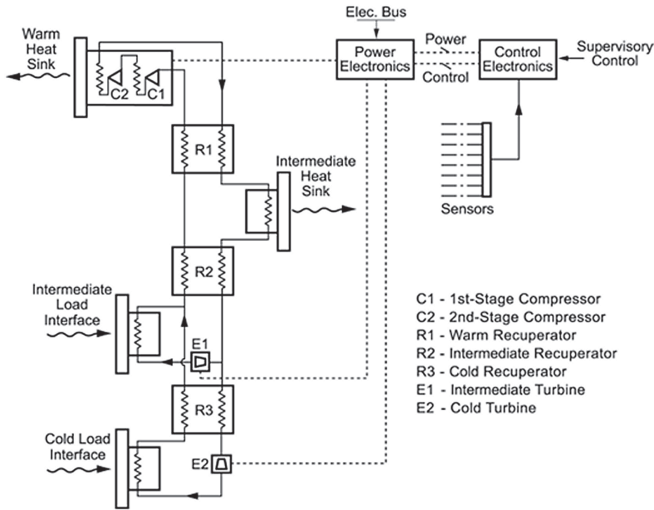 Elec. Bus
Warm
Heat
Sink
C2
C1
Power
Electronics
Power
Control
Control
Electronics
Supervisory
Control
R1
Intermediate
Heat
Sink
Sensors
R2
Intermediate
Load
Interface
E1
R3
Cold Load
Interface
E2
C1 - 1st-Stage Compressor
C2 - 2nd-Stage Compressor
R1 - Warm Recuperator
R2 - Intermediate Recuperator
R3 - Cold Recuperator
E1 - Intermediate Turbine
E2 - Cold Turbine